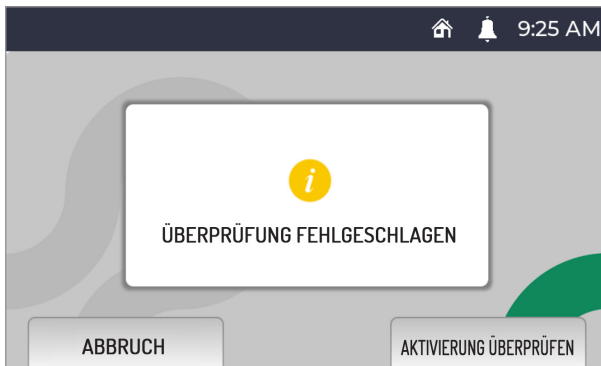 9:25 AM
i
ÜBERPRÜFUNG FEHLGESCHLAGEN
ABBRUCH
AKTIVIERUNG ÜBERPRÜFEN